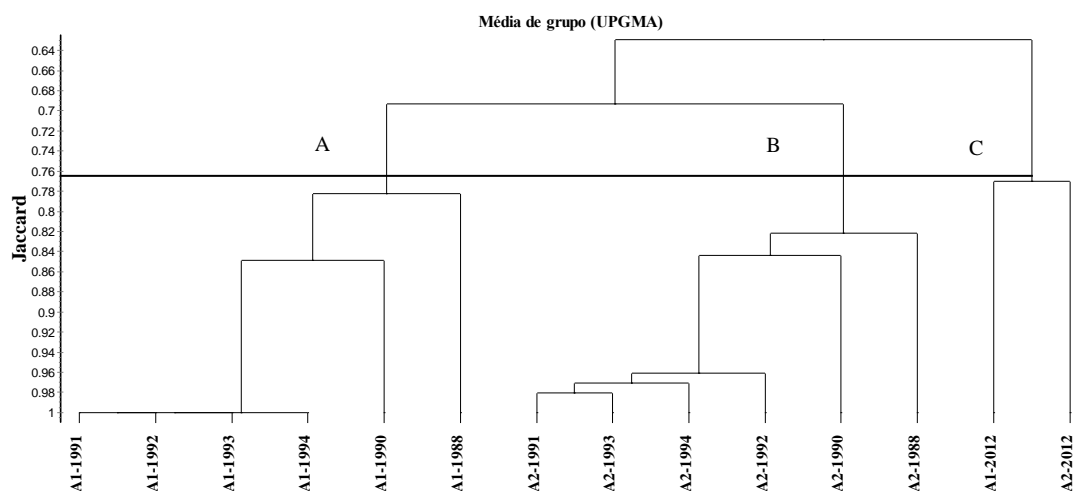 Média de grupo (UPGMA)
0.64
0.66
0.68
0.7
0.72
0.74
0.76
0.78
0.8
0.82
0.84
0.86
0.88
0.9
0.92
0.94
0.96
0.98
1
Jaccard
A
B
C
A1-1991
A1-1992
A1-1993
A1-1994
A1-1990
A1-1988
A2-1991
A2-1993
A2-1994
A2-1992
A2-1990
A2-1988
A1-2012
A2-2012